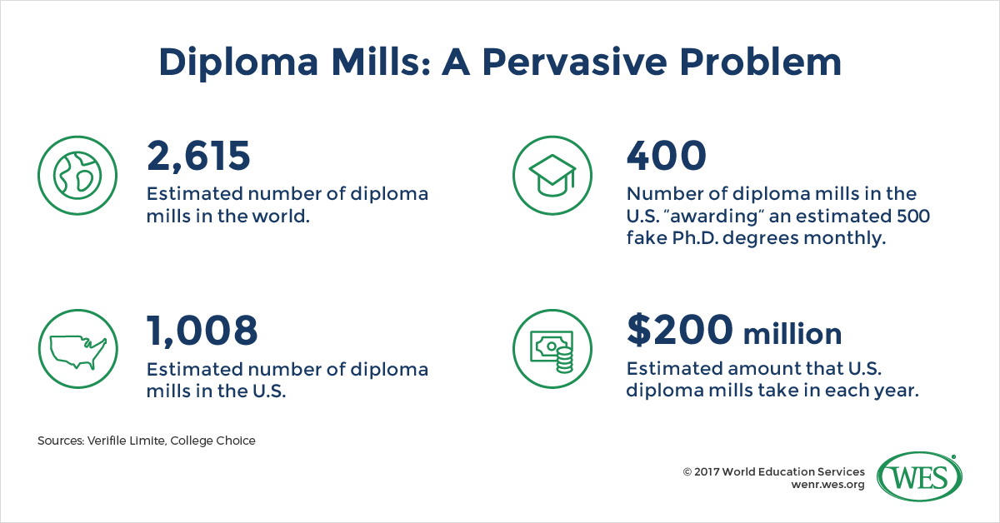 Diploma Mills: A Pervasive Problem
2,615
Estimated number of diploma
mills in the world.
400
Number of diploma mills in the
U.S. “awarding“ an estimated 500
fake Ph.D. degrees monthly.
1,008
Estimated number of diploma
mills in the U.S.
$200 million
Estimated amount that U.S.
diploma mills take in each year.
Sources: Verifile Limite, College Choice
© 2017 World Education Services
wenr.wes.org
WES